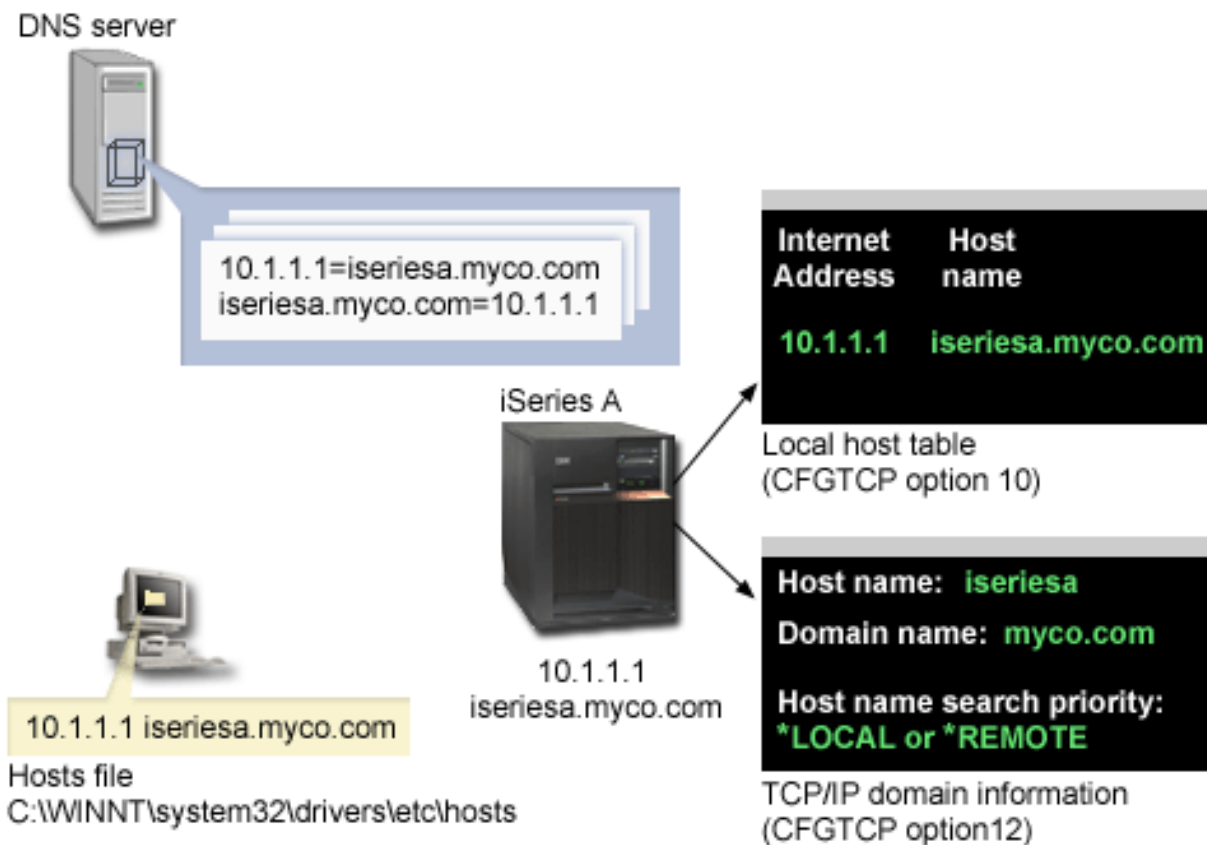 DNS server
10.1.1.1=iseriesa.myco.com
iseriesa.myco.com=10.1.1.1
Internet Host
Address name
10.1.1.1 iseriesa.myco.com
Local host table
(CFGTCP option 10)
iSeries A
10.1.1.1
iseriesa.myco.com
Host name: iseriesa
Domain name: myco.com
Host name search priority:
*LOCAL or *REMOTE
TCP/IP domain information
(CFGTCP option12)
10.1.1.1 iseriesa.myco.com
Hosts file
C:\WINNT\system32\drivers\etc\hosts